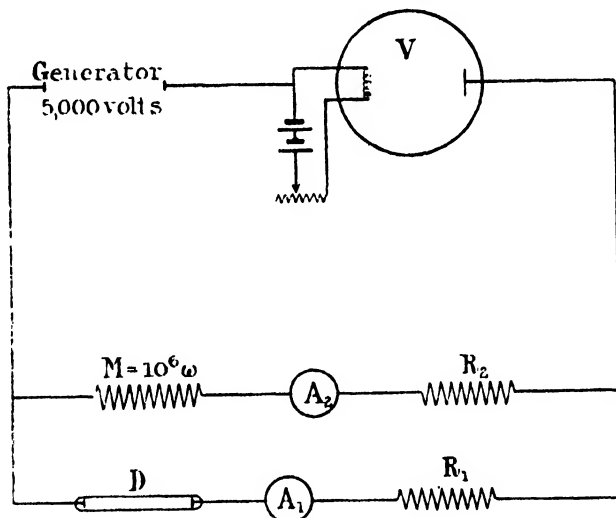 Generator
5,000 volts
V
M = 10⁶ ω
A₂
R₂
D
A₁
R₁